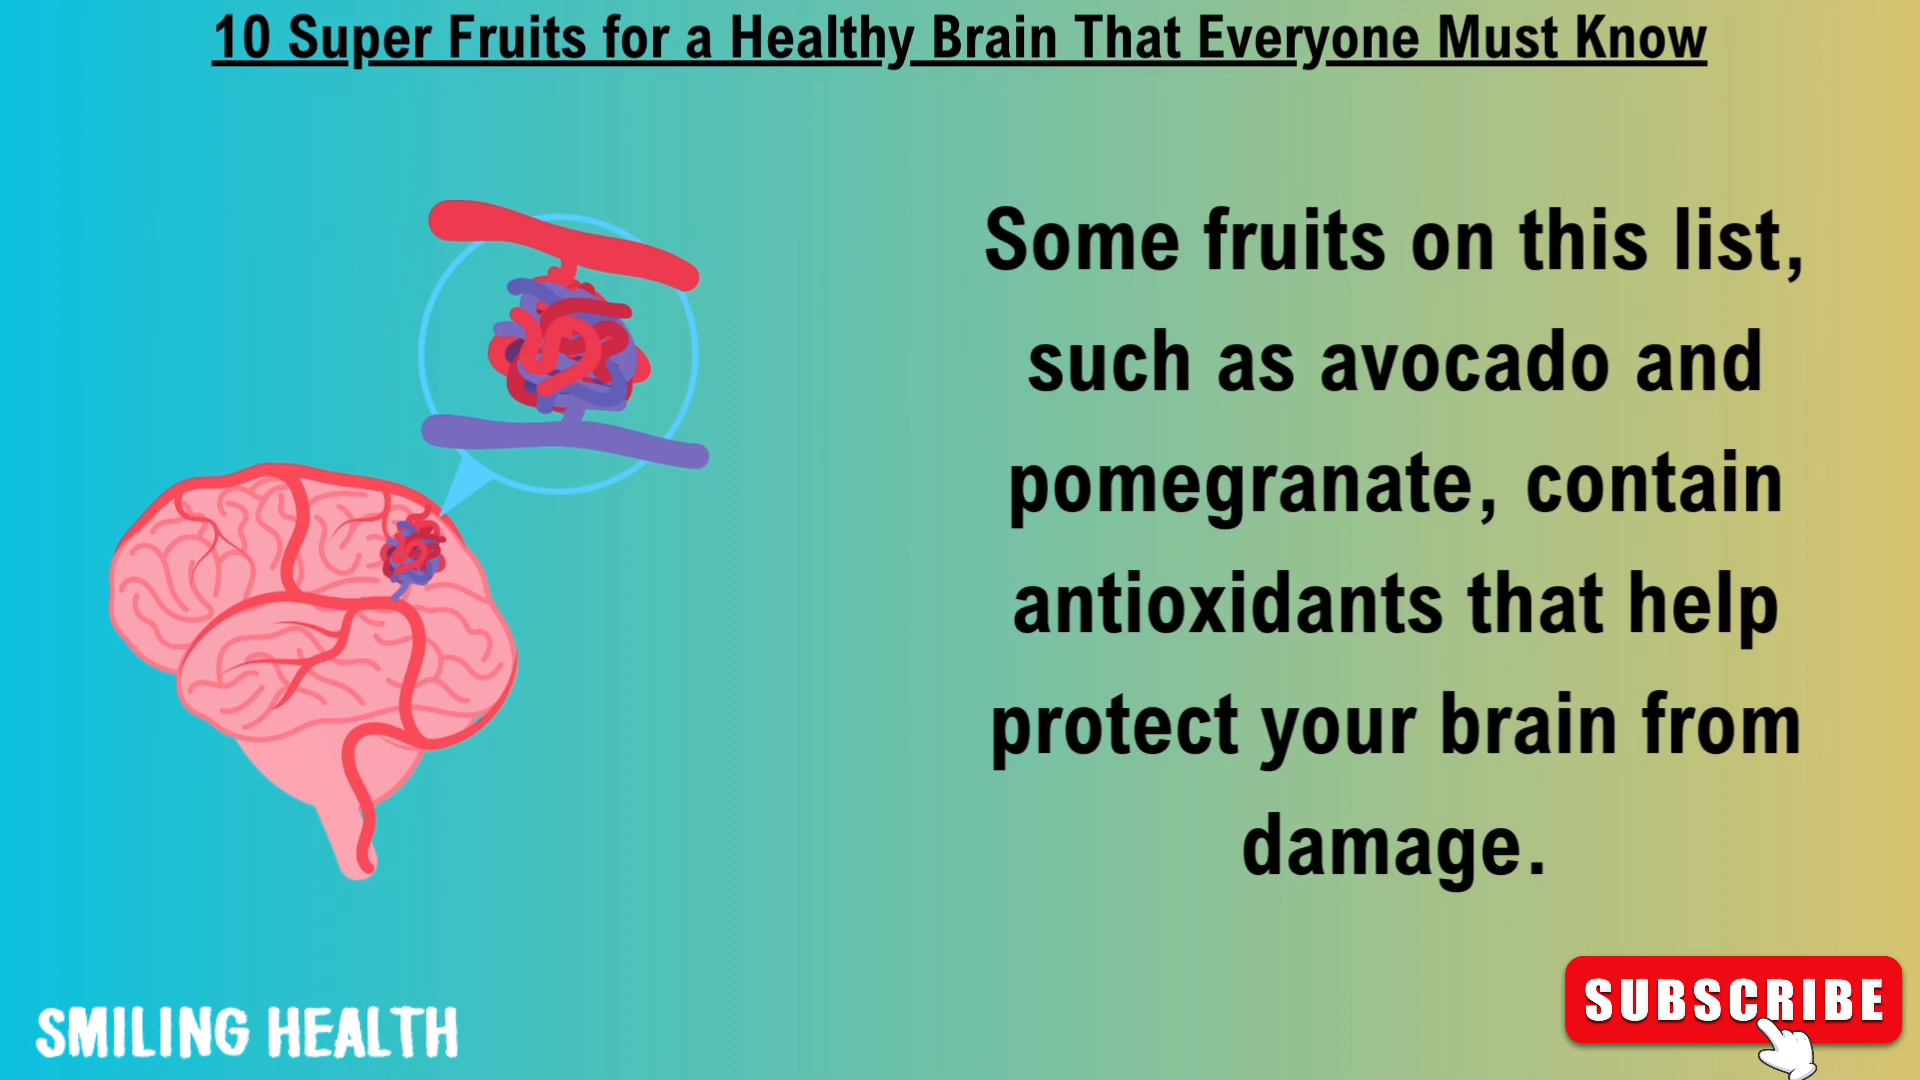 10 Super Fruits for a Healthy Brain That Everyone Must Know
Some fruits on this list,
such as avocado and
pomegranate, contain
antioxidants that help
protect your brain from
damage.
SMILING HEALTH
SUBSCRIBE